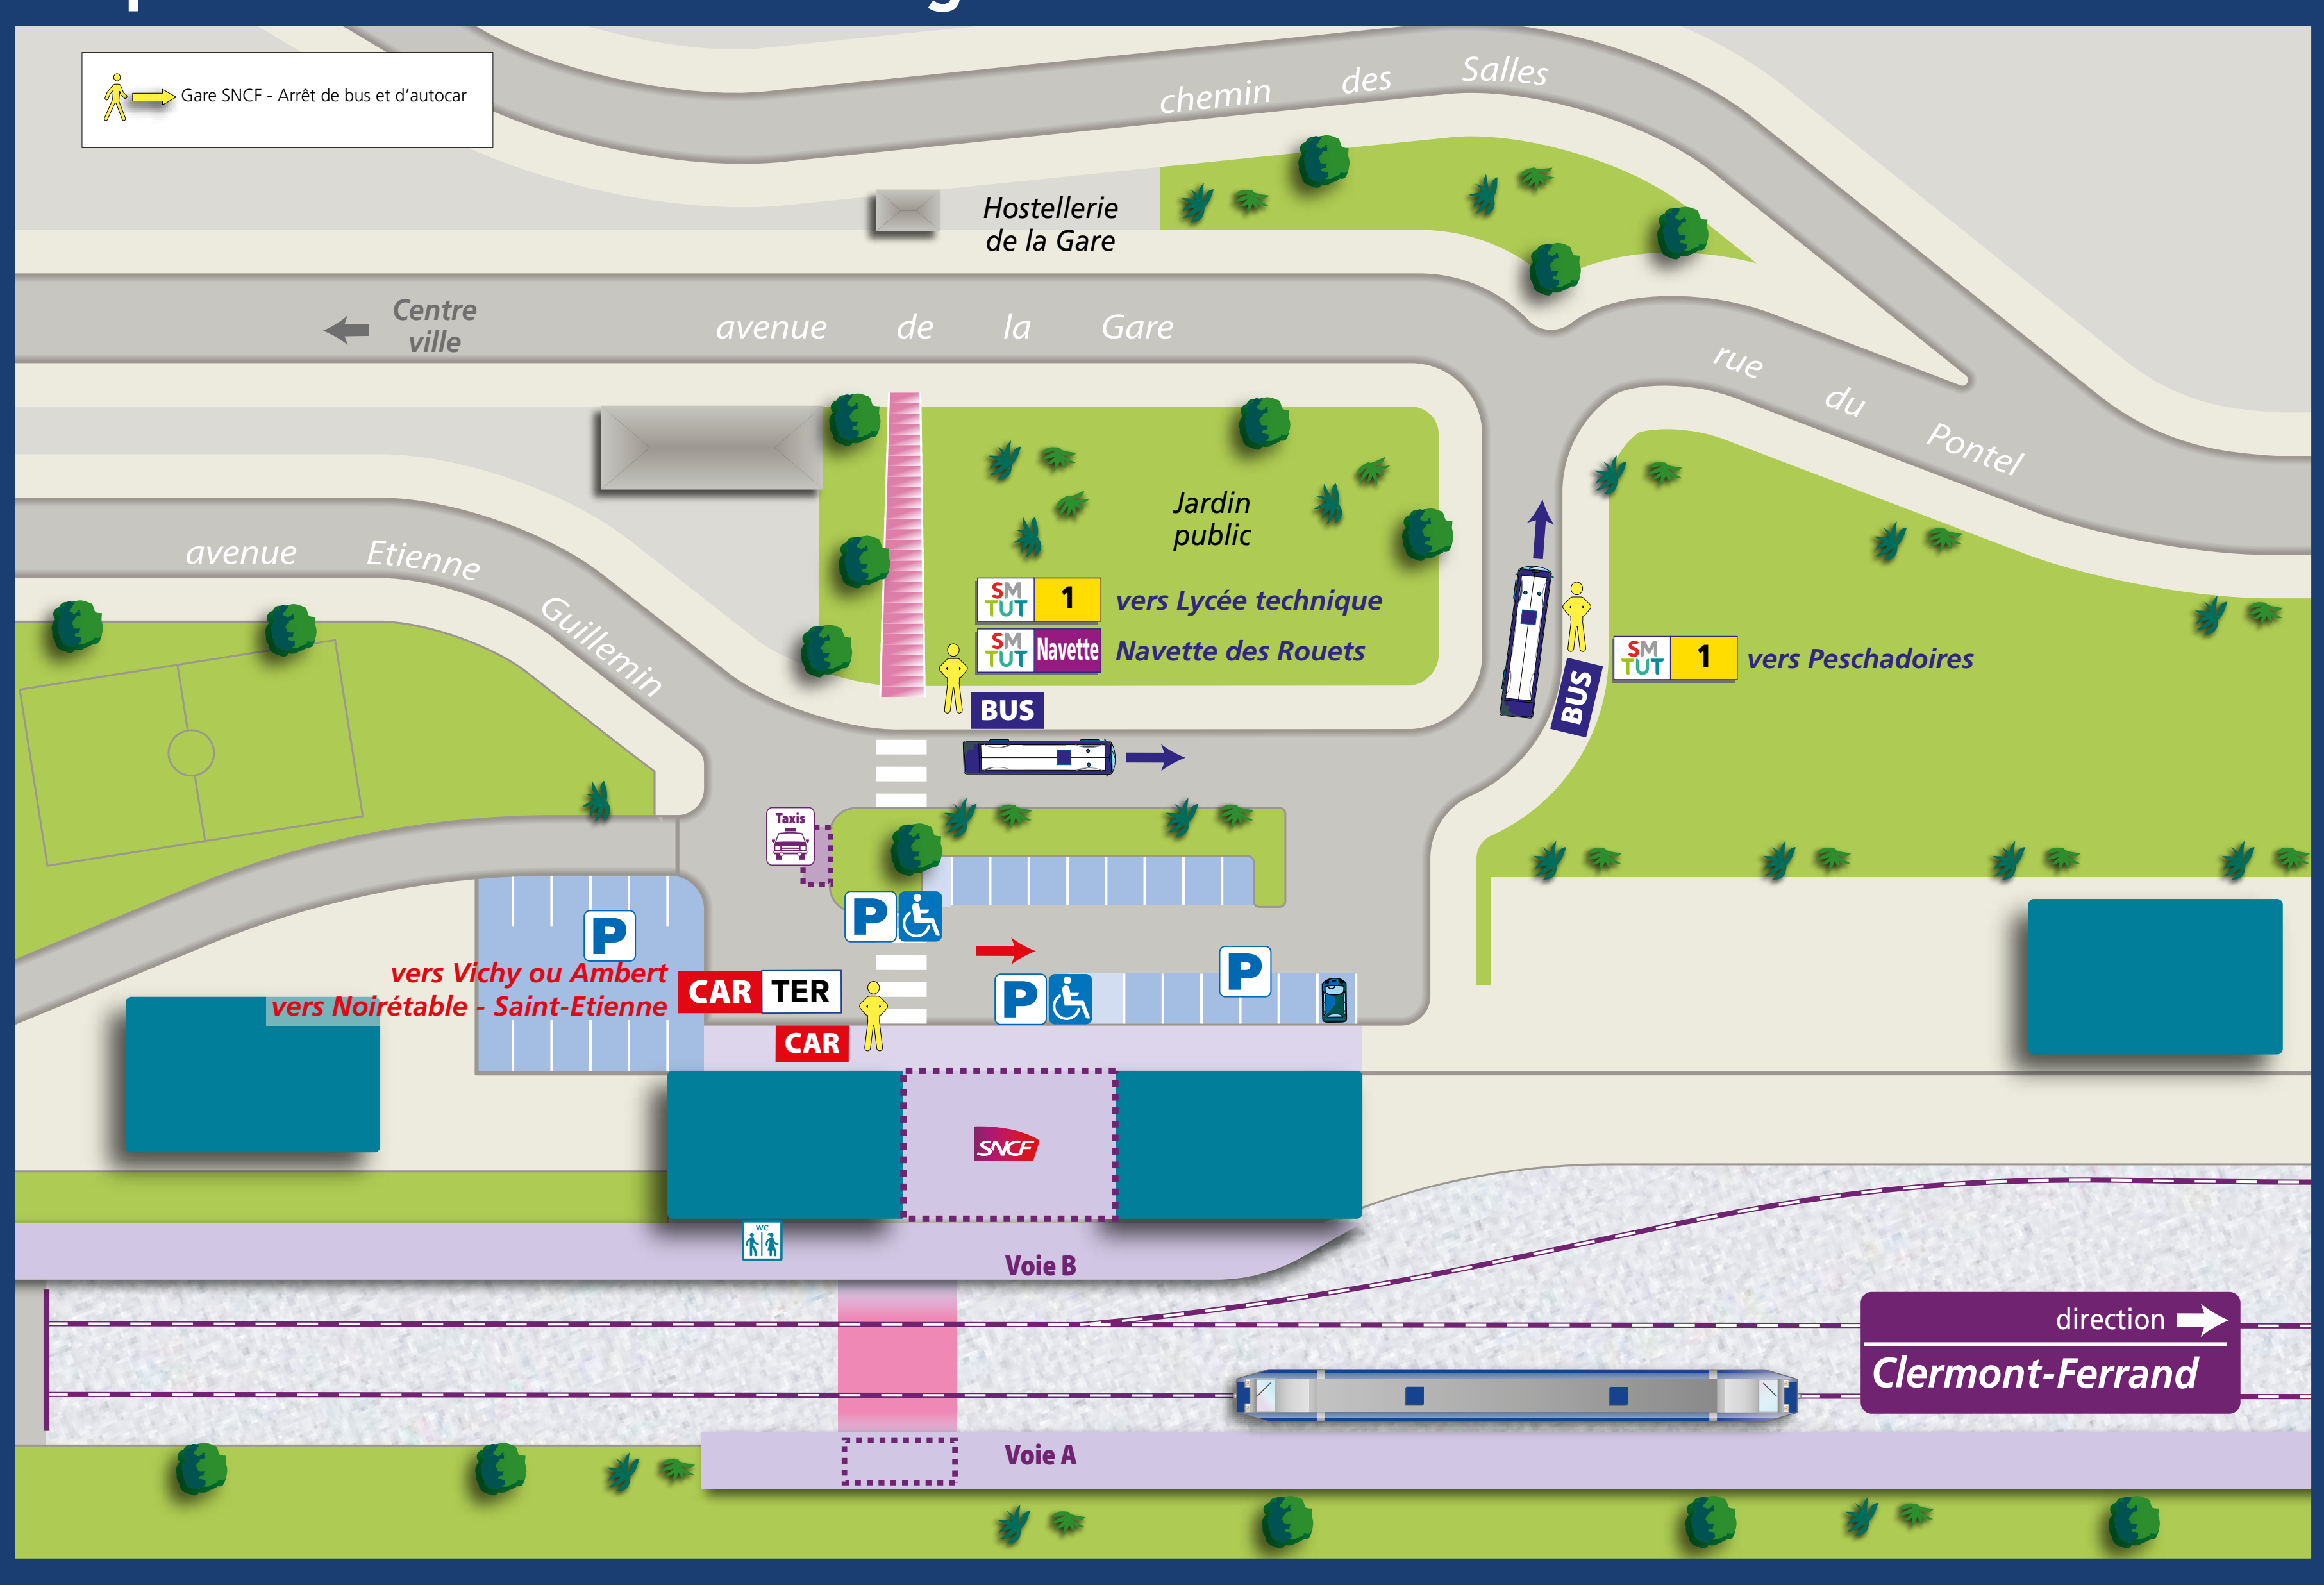 Gare SNCF - Arrêt de bus et d’autocar
chemin des Salles
Hostellerie
de la Gare
Centre
ville
avenue de la Gare
rue du Pontel
avenue Etienne Guillemin
Jardin
public
SM TUT 1 vers Lycée technique
SM TUT Navette Navette des Rouets
BUS
BUS
SM TUT 1 vers Peschadoires
Taxis
P
P
P
P
vers Vichy ou Ambert
vers Noirétable - Saint-Etienne
CAR TER
CAR
SNCF
WC
Voie B
direction
Clermont-Ferrand
Voie A